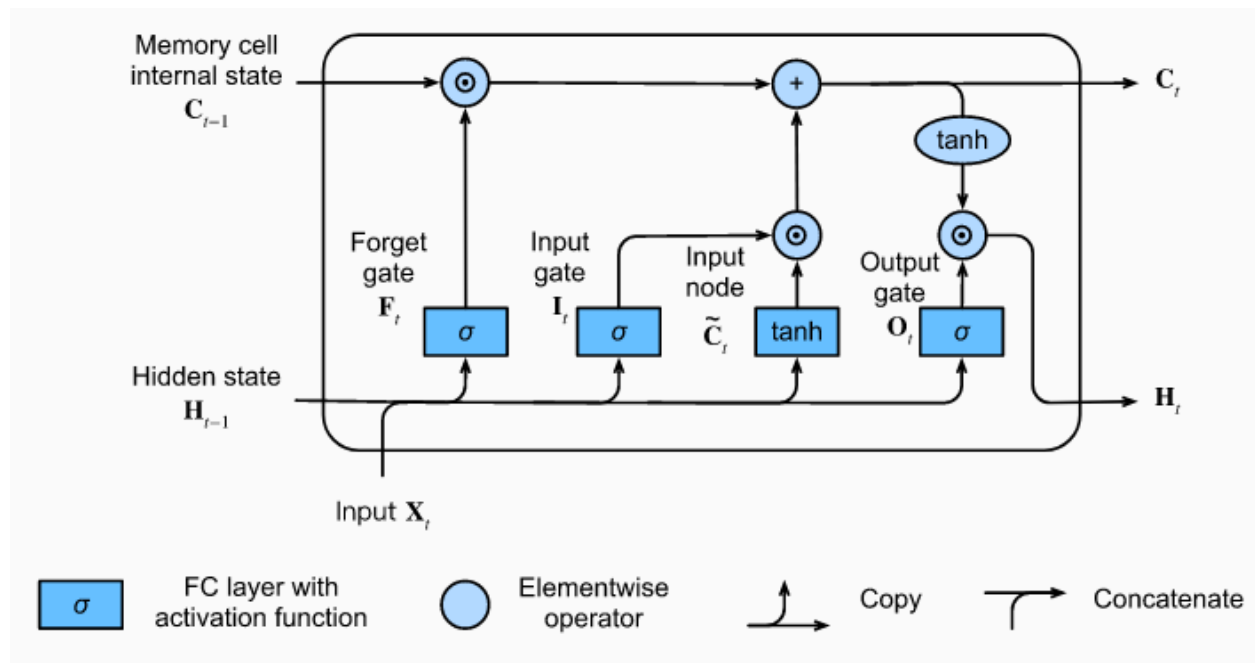 Memory cell
internal state
C_{t−1}
+
C_t
tanh
Forget
gate
F_t
σ
Input
gate
I_t
σ
Input
node
C̃_t
tanh
Output
gate
O_t
σ
Hidden state
H_{t−1}
H_t
Input X_t
σ
FC layer with
activation function
Elementwise
operator
Copy
Concatenate